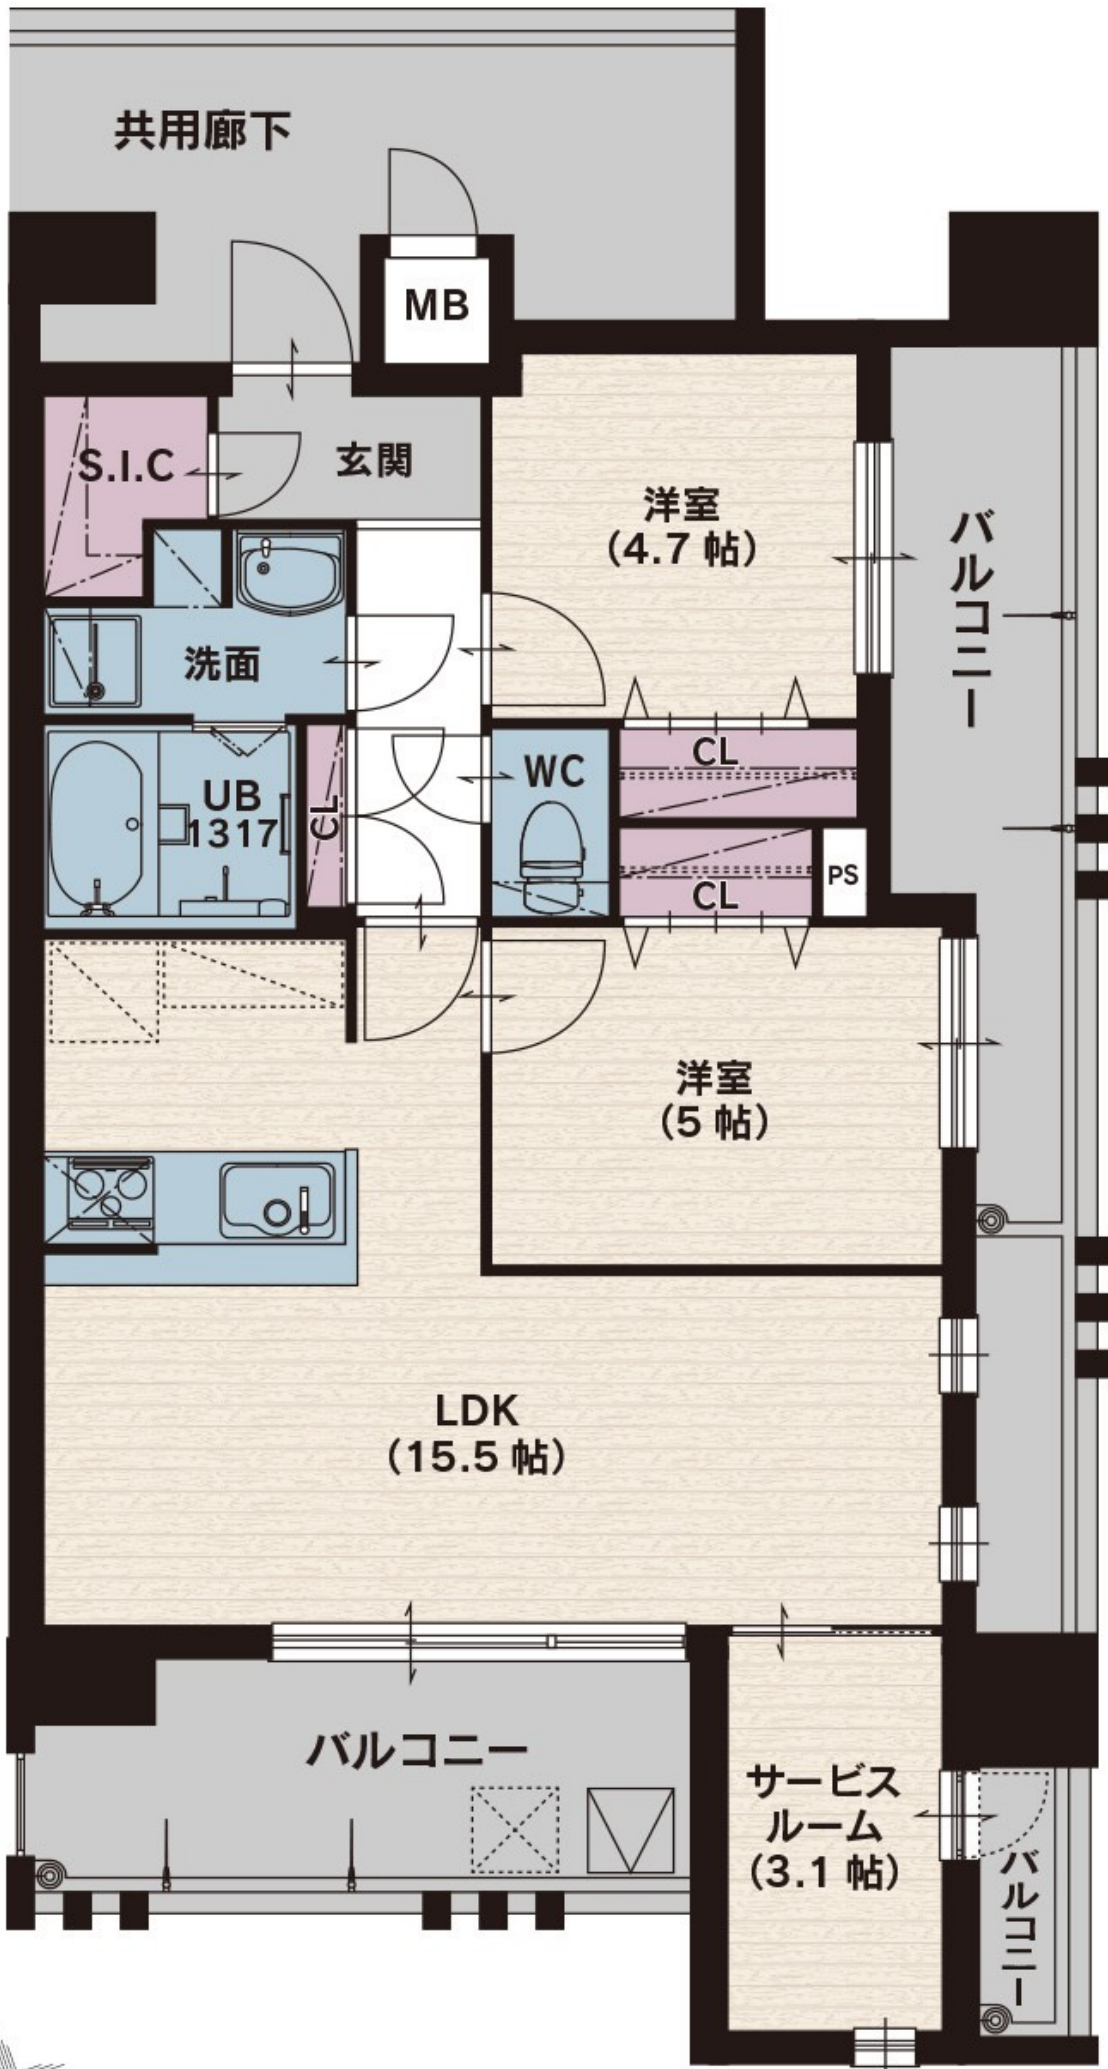 共用廊下
MB
S.I.C
玄関
洋室
(4.7 帖)
バルコニー
洗面
UB
1317
CL
WC
CL
CL
PS
洋室
(5 帖)
LDK
(15.5 帖)
バルコニー
サービス
ルーム
(3.1 帖)
バルコニー